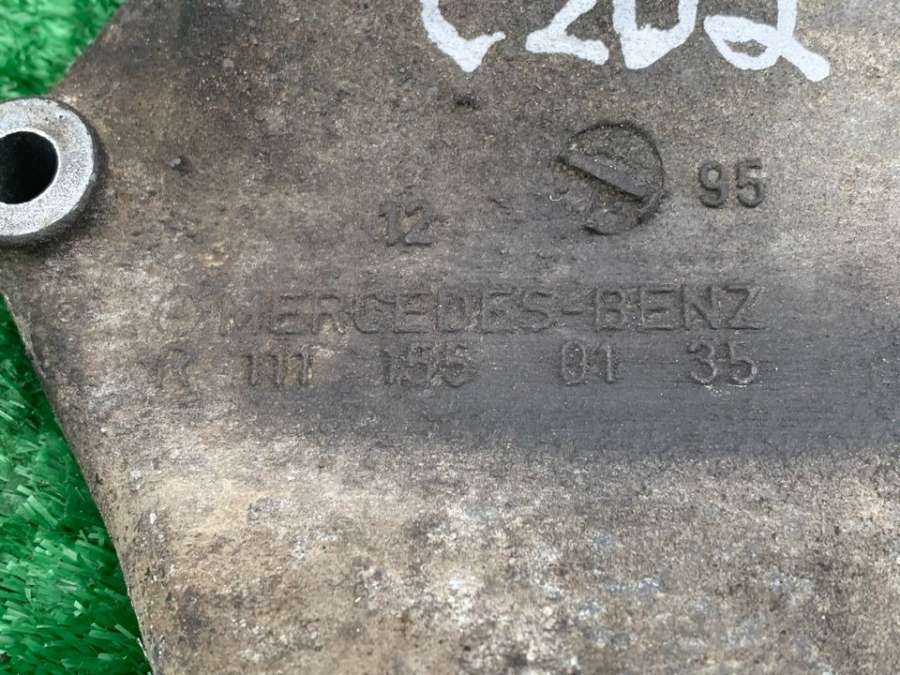 C202
95
12
MERCEDES-BENZ
R 111 155 01 35